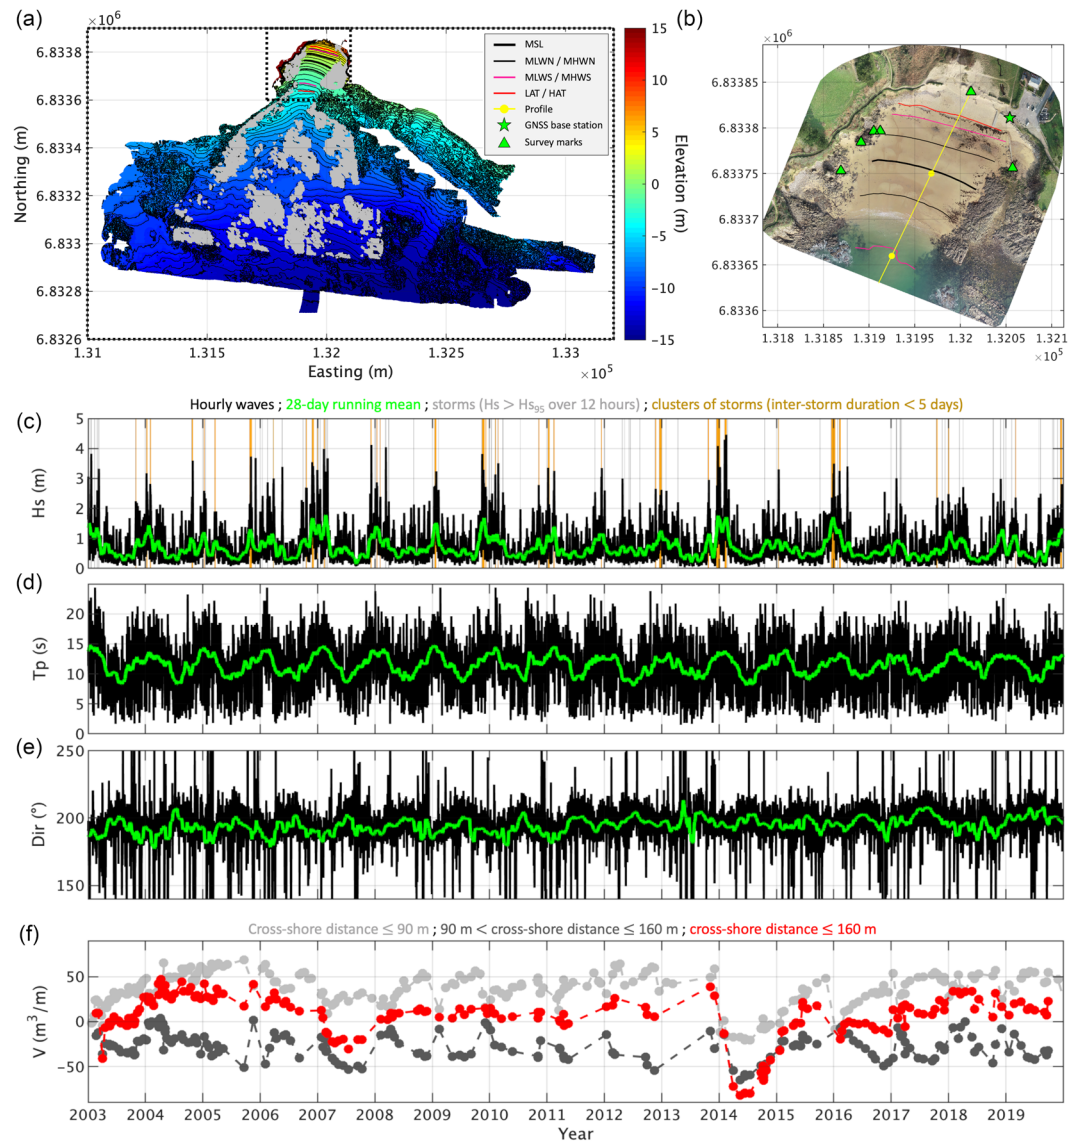 (a)
×10⁶
6.8338
6.8336
6.8334
6.8332
6.833
6.8328
6.8326
Northing (m)
1.31
1.315
1.32
1.325
1.33
Easting (m)
×10⁵
MSL
MLWN / MHWN
MLWS / MHWS
LAT / HAT
Profile
GNSS base station
Survey marks
15
10
5
0
−5
−10
−15
Elevation (m)
(b)
×10⁶
6.83385
6.8338
6.83375
6.8337
6.83365
6.8336
1.318
1.3185
1.319
1.3195
1.32
1.3205
1.321
×10⁵
Hourly waves ; 28-day running mean ; storms (Hs > Hs₉₅ over 12 hours) ; clusters of storms (inter-storm duration < 5 days)
(c)
5
4
3
2
1
0
Hs (m)
(d)
20
15
10
5
0
Tp (s)
(e)
250
200
150
Dir (°)
Cross-shore distance ≤ 90 m ; 90 m < cross-shore distance ≤ 160 m ; cross-shore distance ≤ 160 m
(f)
50
0
−50
V (m³/m)
2003 2004 2005 2006 2007 2008 2009 2010 2011 2012 2013 2014 2015 2016 2017 2018 2019
Year